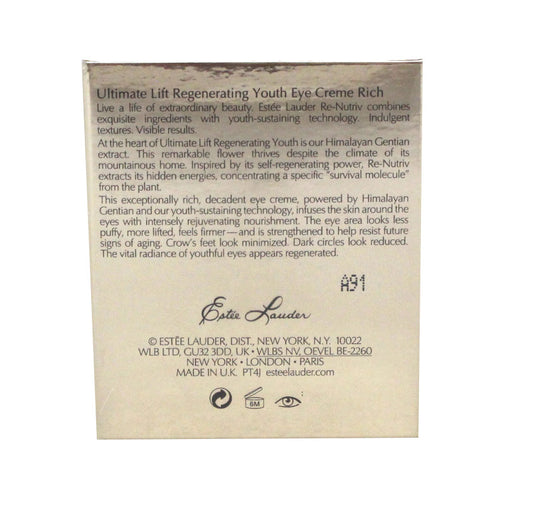 Ultimate Lift Regenerating Youth Eye Creme Rich
Live a life of extraordinary beauty. Estée Lauder Re-Nutriv combines
exquisite ingredients with youth-sustaining technology. Indulgent
textures. Visible results.
At the heart of Ultimate Lift Regenerating Youth is our Himalayan Gentian
extract. This remarkable flower thrives despite the climate of its
mountainous home. Inspired by its self-regenerating power, Re-Nutriv
extracts its hidden energies, concentrating a specific "survival molecule"
from the plant.
This exceptionally rich, decadent eye creme, powered by Himalayan
Gentian and our youth-sustaining technology, infuses the skin around the
eyes with intensely rejuvenating nourishment. The eye area looks less
puffy, more lifted, feels firmer—and is strengthened to help resist future
signs of aging. Crow's feet look minimized. Dark circles look reduced.
The vital radiance of youthful eyes appears regenerated.
A91
Estée Lauder
© ESTĒE LAUDER, DIST., NEW YORK, N.Y. 10022
WLB LTD, GU32 3DD, UK • WLBS NV, OEVEL BE-2260
NEW YORK • LONDON • PARIS
MADE IN U.K. PT4J esteelauder.com
6M